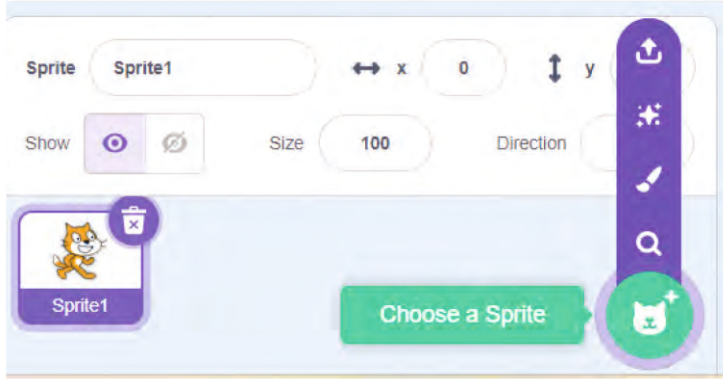 Sprite Sprite1 x 0 y
Show Size 100 Direction
Sprite1
Choose a Sprite